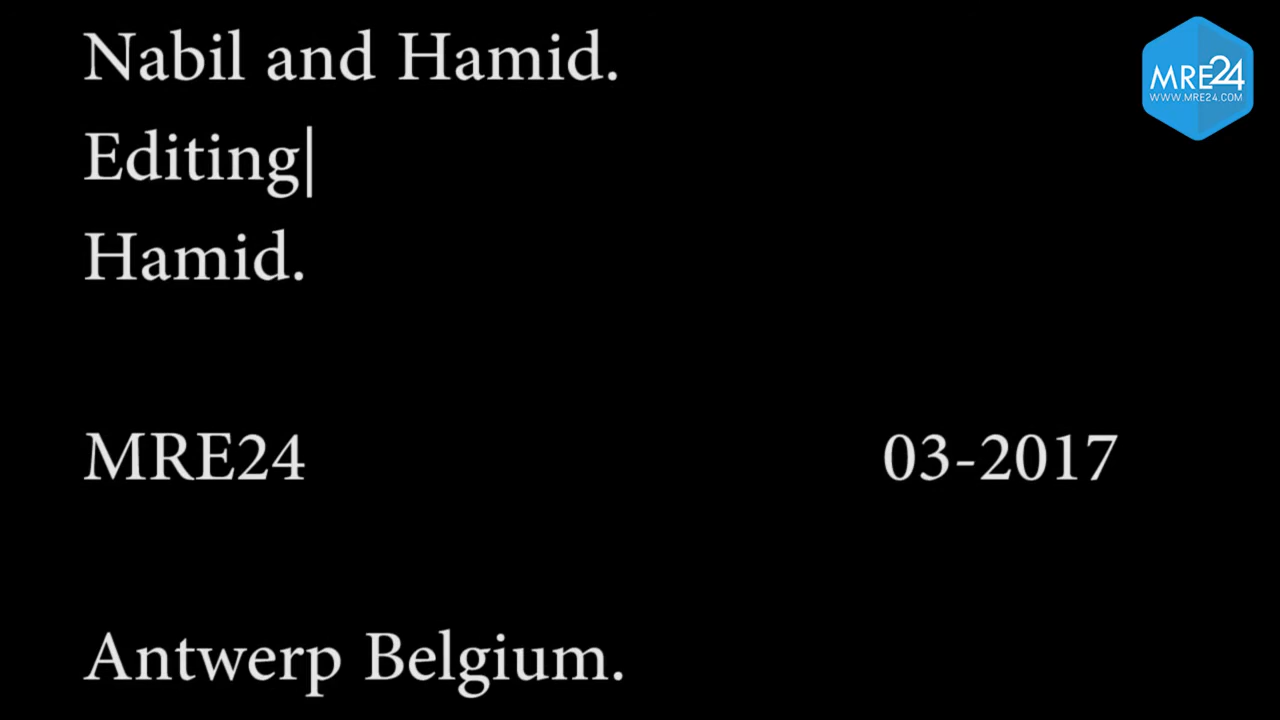 Nabil and Hamid.
Editing|
Hamid.
MRE24 03-2017
Antwerp Belgium.
MRE24
WWW.MRE24.COM